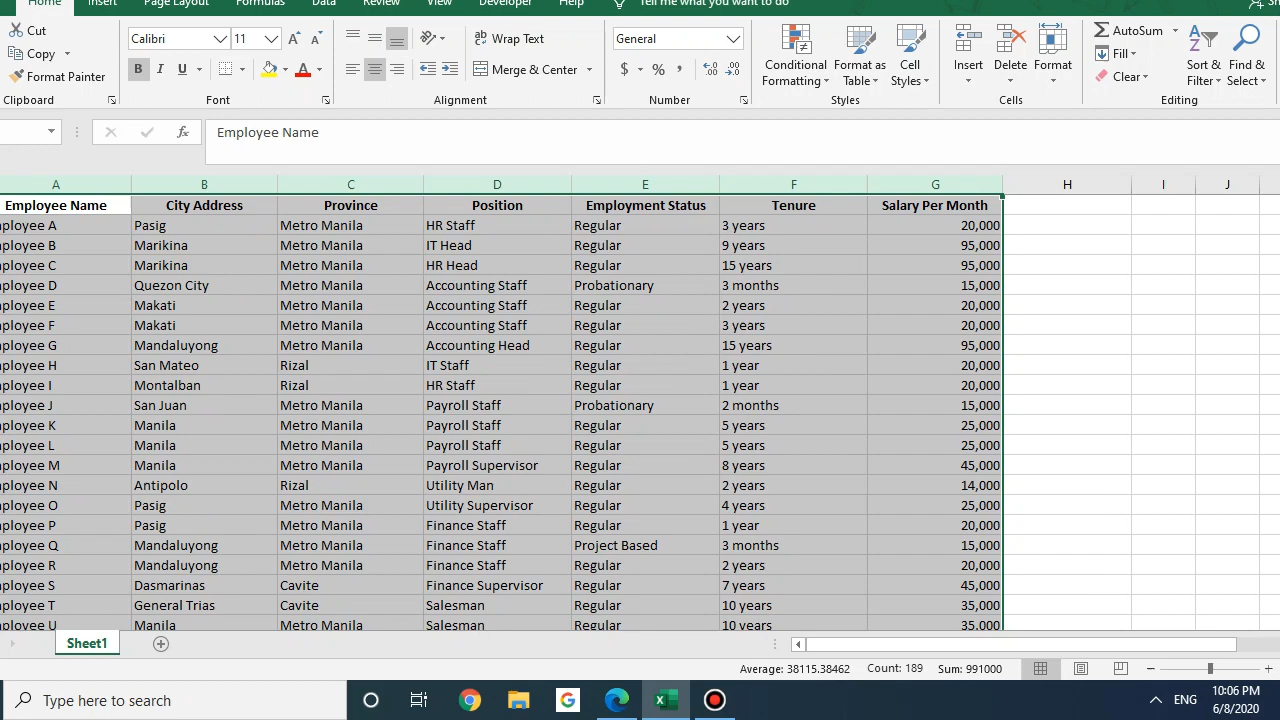 Home Insert Page Layout Formulas Data Review View Developer Help Tell me what you want to do
Cut
Copy
Format Painter
Clipboard
Calibri 11
B I U
Font
Wrap Text
Merge & Center
Alignment
General
$ % ,
Number
Conditional Formatting
Format as Table
Cell Styles
Styles
Insert Delete Format
Cells
AutoSum
Fill
Clear
Sort & Filter
Find & Select
Editing
fx Employee Name
A B C D E F G H I J
Employee Name City Address Province Position Employment Status Tenure Salary Per Month
ployee A Pasig Metro Manila HR Staff Regular 3 years 20,000
ployee B Marikina Metro Manila IT Head Regular 9 years 95,000
ployee C Marikina Metro Manila HR Head Regular 15 years 95,000
ployee D Quezon City Metro Manila Accounting Staff Probationary 3 months 15,000
ployee E Makati Metro Manila Accounting Staff Regular 2 years 20,000
ployee F Makati Metro Manila Accounting Staff Regular 3 years 20,000
ployee G Mandaluyong Metro Manila Accounting Head Regular 15 years 95,000
ployee H San Mateo Rizal IT Staff Regular 1 year 20,000
ployee I Montalban Rizal HR Staff Regular 1 year 20,000
ployee J San Juan Metro Manila Payroll Staff Probationary 2 months 15,000
ployee K Manila Metro Manila Payroll Staff Regular 5 years 25,000
ployee L Manila Metro Manila Payroll Staff Regular 5 years 25,000
ployee M Manila Metro Manila Payroll Supervisor Regular 8 years 45,000
ployee N Antipolo Rizal Utility Man Regular 2 years 14,000
ployee O Pasig Metro Manila Utility Supervisor Regular 4 years 25,000
ployee P Pasig Metro Manila Finance Staff Regular 1 year 20,000
ployee Q Mandaluyong Metro Manila Finance Staff Project Based 3 months 15,000
ployee R Mandaluyong Metro Manila Finance Staff Regular 2 years 20,000
ployee S Dasmarinas Cavite Finance Supervisor Regular 7 years 45,000
ployee T General Trias Cavite Salesman Regular 10 years 35,000
ployee U Manila Metro Manila Salesman Regular 10 years 35,000
Sheet1
Average: 38115.38462 Count: 189 Sum: 991000
Type here to search
ENG
10:06 PM
6/8/2020